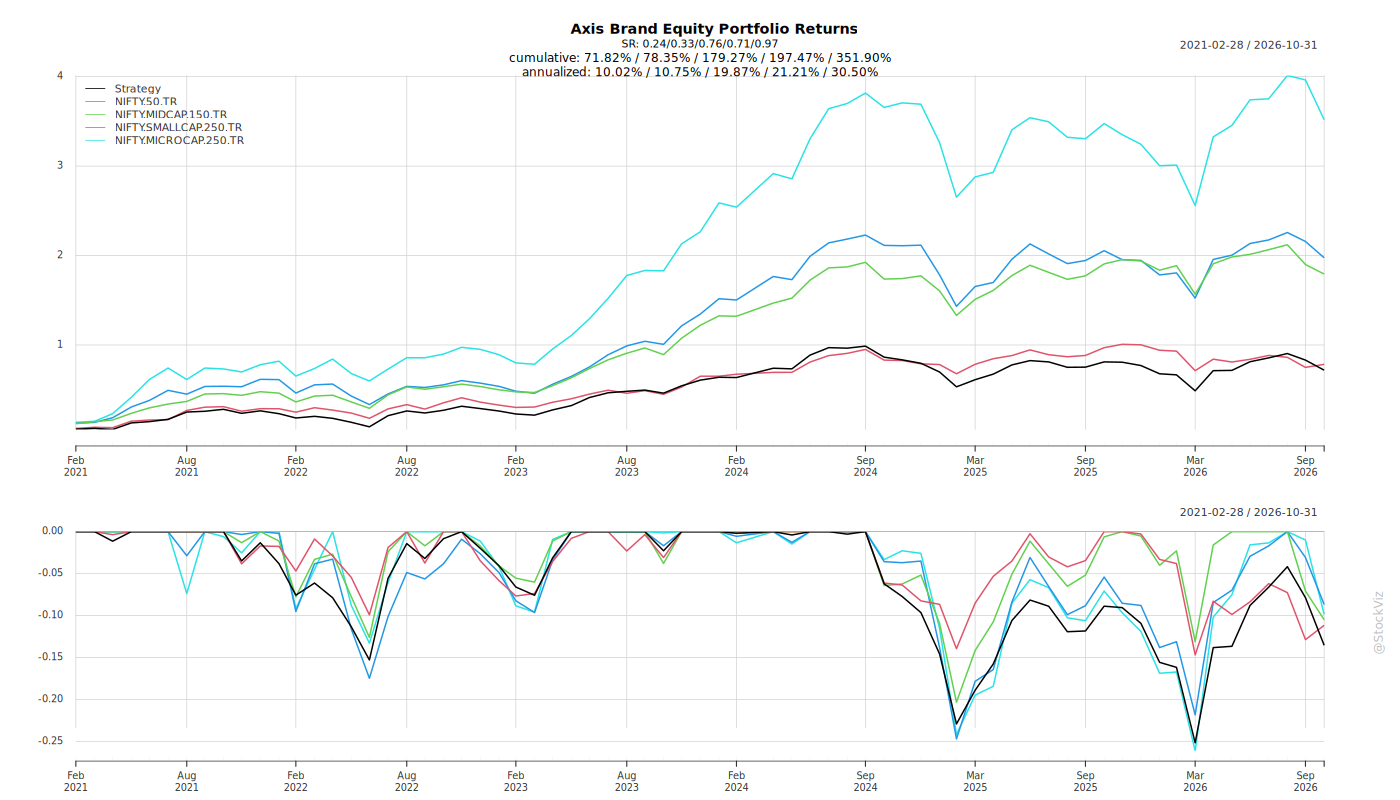 Axis Brand Equity Portfolio Returns
SR: 0.24/0.33/0.76/0.71/0.97
cumulative: 71.82% / 78.35% / 179.27% / 197.47% / 351.90%
annualized: 10.02% / 10.75% / 19.87% / 21.21% / 30.50%
2021-02-28 / 2026-10-31
Strategy
NIFTY.50.TR
NIFTY.MIDCAP.150.TR
NIFTY.SMALLCAP.250.TR
NIFTY.MICROCAP.250.TR
4
3
2
1
Feb 2021
Aug 2021
Feb 2022
Aug 2022
Feb 2023
Aug 2023
Feb 2024
Sep 2024
Mar 2025
Sep 2025
Mar 2026
Sep 2026
2021-02-28 / 2026-10-31
0.00
-0.05
-0.10
-0.15
-0.20
-0.25
Feb 2021
Aug 2021
Feb 2022
Aug 2022
Feb 2023
Aug 2023
Feb 2024
Sep 2024
Mar 2025
Sep 2025
Mar 2026
Sep 2026
@StockViz